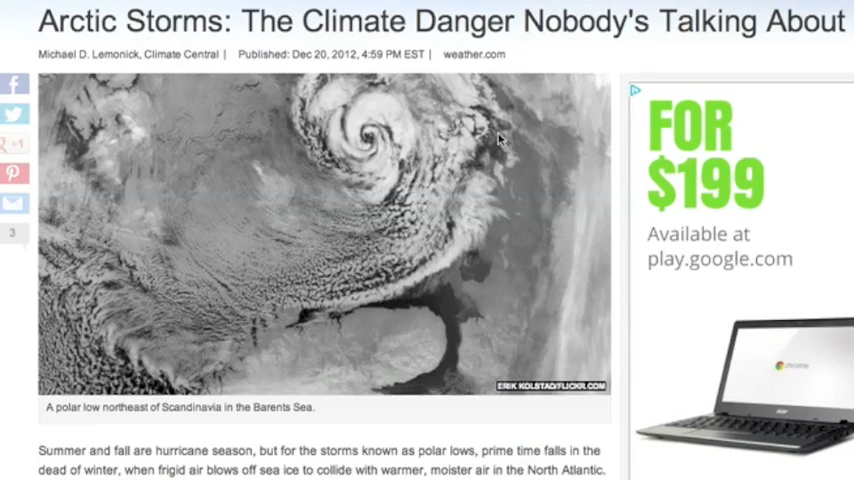 Arctic Storms: The Climate Danger Nobody's Talking About
Michael D. Lemonick, Climate Central | Published: Dec 20, 2012, 4:59 PM EST | weather.com
+1
3
ERIK KOLSTAD/FLICKR.COM
A polar low northeast of Scandinavia in the Barents Sea.
Summer and fall are hurricane season, but for the storms known as polar lows, prime time falls in the
dead of winter, when frigid air blows off sea ice to collide with warmer, moister air in the North Atlantic.
FOR
$199
Available at
play.google.com
chrome
acer